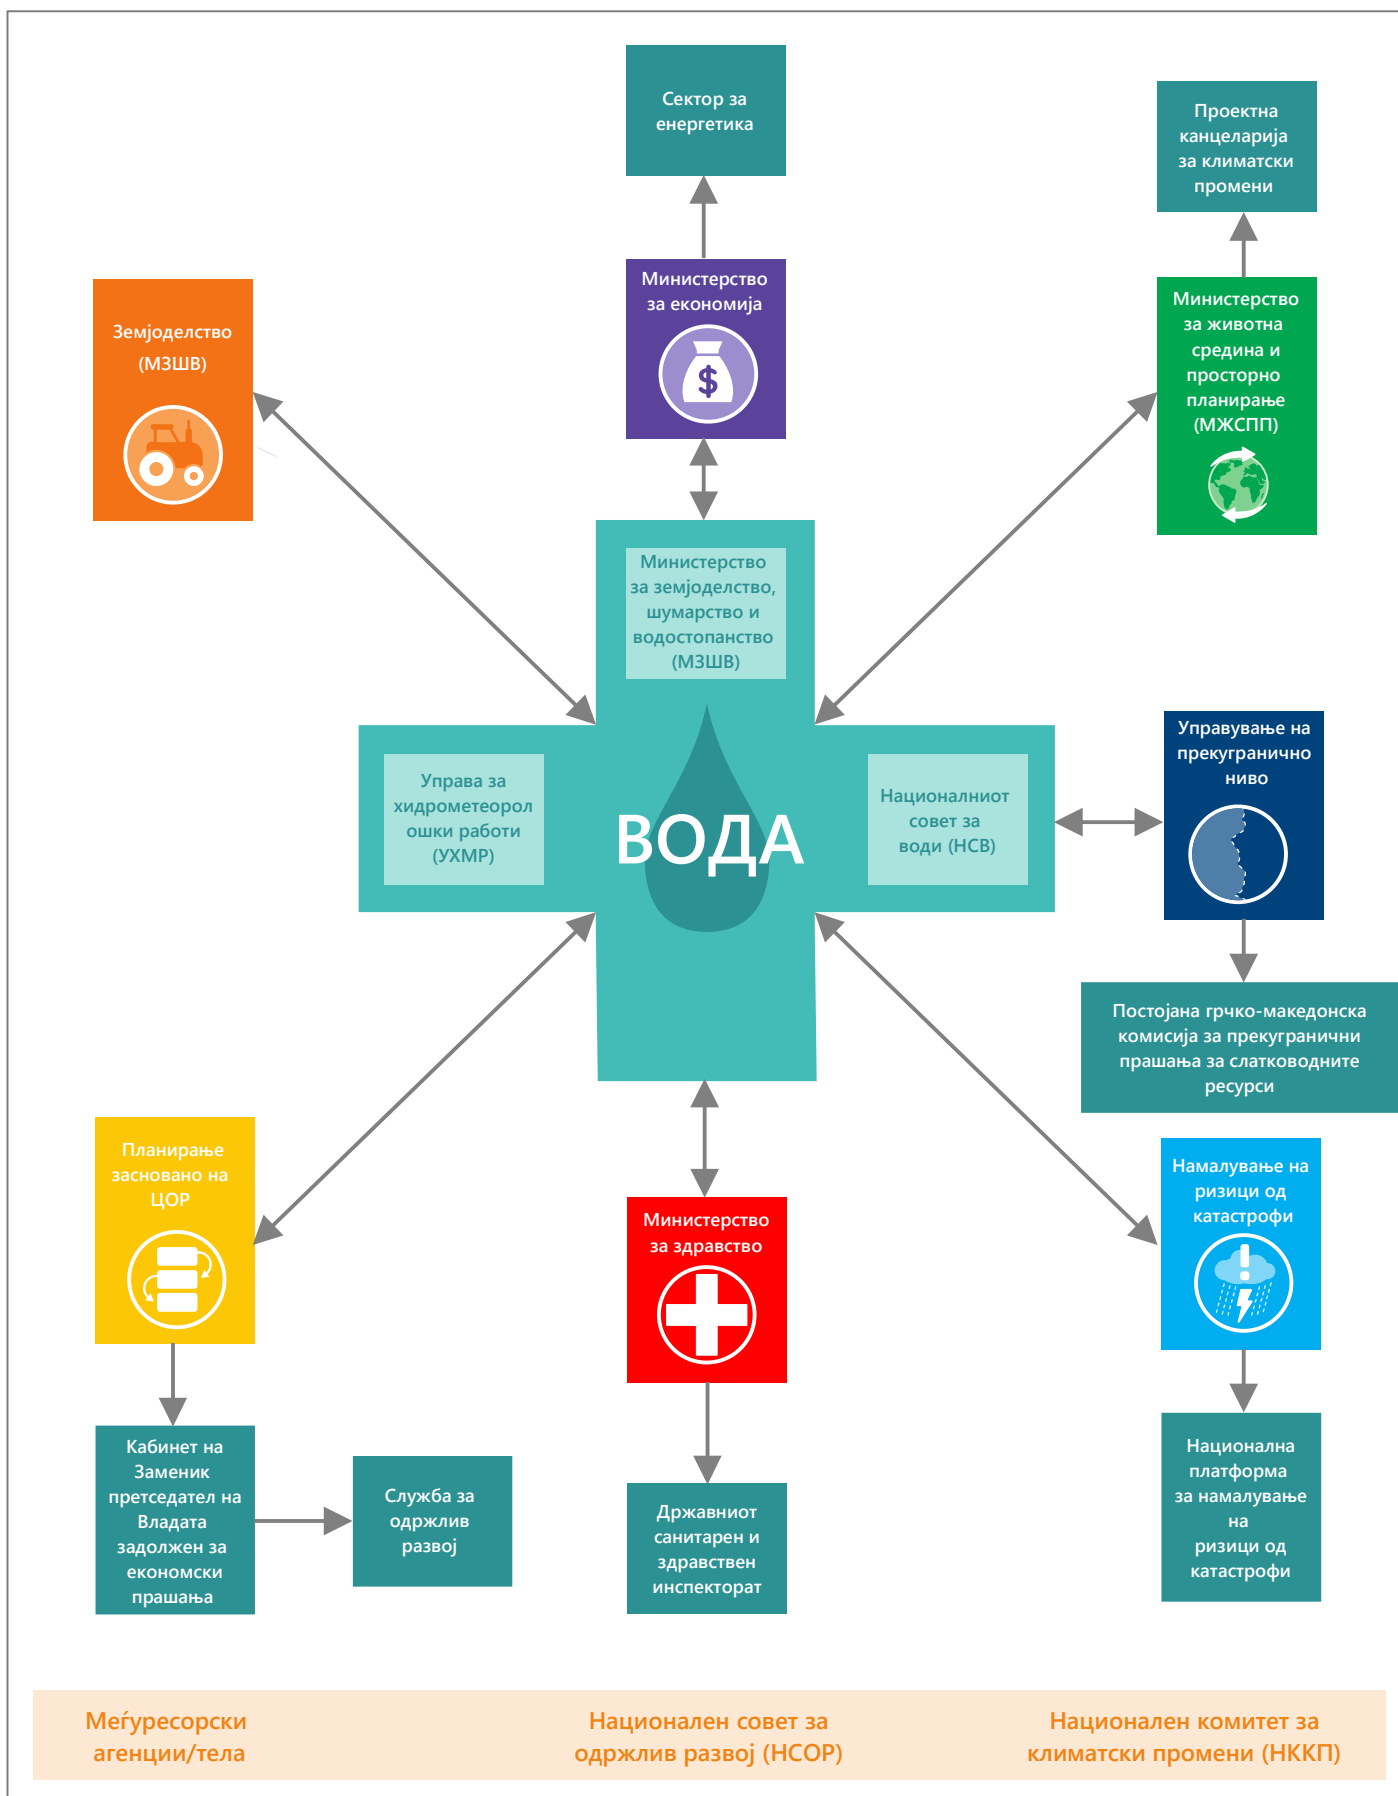 Сектор за
енергетика
Проектна
канцеларија
за климатски
промени
Министерство
за економија
Земјоделство
(МЗШВ)
Министерство
за животна
средина и
просторно
планирање
(МЖСПП)
Министерство
за земјоделство,
шумарство и
водостопанство
(МЗШВ)
Управа за
хидрометеорол
ошки работи
(УХМР)
ВОДА
Националниот
совет за
води (НСВ)
Управување на
прекугранично
ниво
Постојана грчко-македонска
комисија за прекугранични
прашања за слатководните
ресурси
Планирање
засновано на
ЦОР
Министерство
за здравство
Намалување на
ризици од
катастрофи
Кабинет на
Заменик
претседател на
Владата
задолжен за
економски
прашања
Служба за
одржлив
развој
Државниот
санитарен и
здравствен
инспекторат
Национална
платформа
за намалување
на
ризици од
катастрофи
Меѓуресорски
агенции/тела
Национален совет за
одржлив развој (НСОР)
Национален комитет за
климатски промени (НККП)